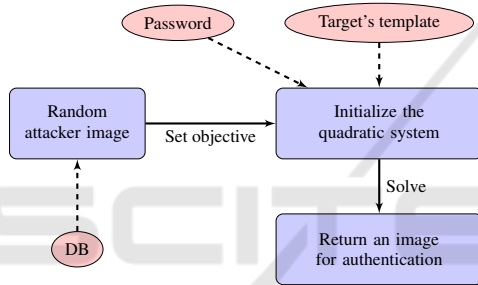 Password
Target's template
Random
attacker image
Set objective
Initialize the
quadratic system
Solve
DB
Return an image
for authentication
SCITE